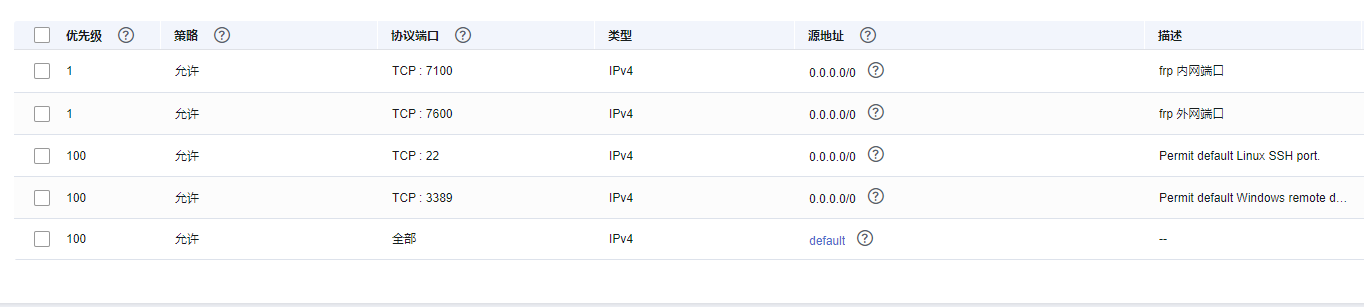 优先级 策略 协议端口 类型 源地址 描述
1 允许 TCP : 7100 IPv4 0.0.0.0/0 frp 内网端口
1 允许 TCP : 7600 IPv4 0.0.0.0/0 frp 外网端口
100 允许 TCP : 22 IPv4 0.0.0.0/0 Permit default Linux SSH port.
100 允许 TCP : 3389 IPv4 0.0.0.0/0 Permit default Windows remote d...
100 允许 全部 IPv4 default --